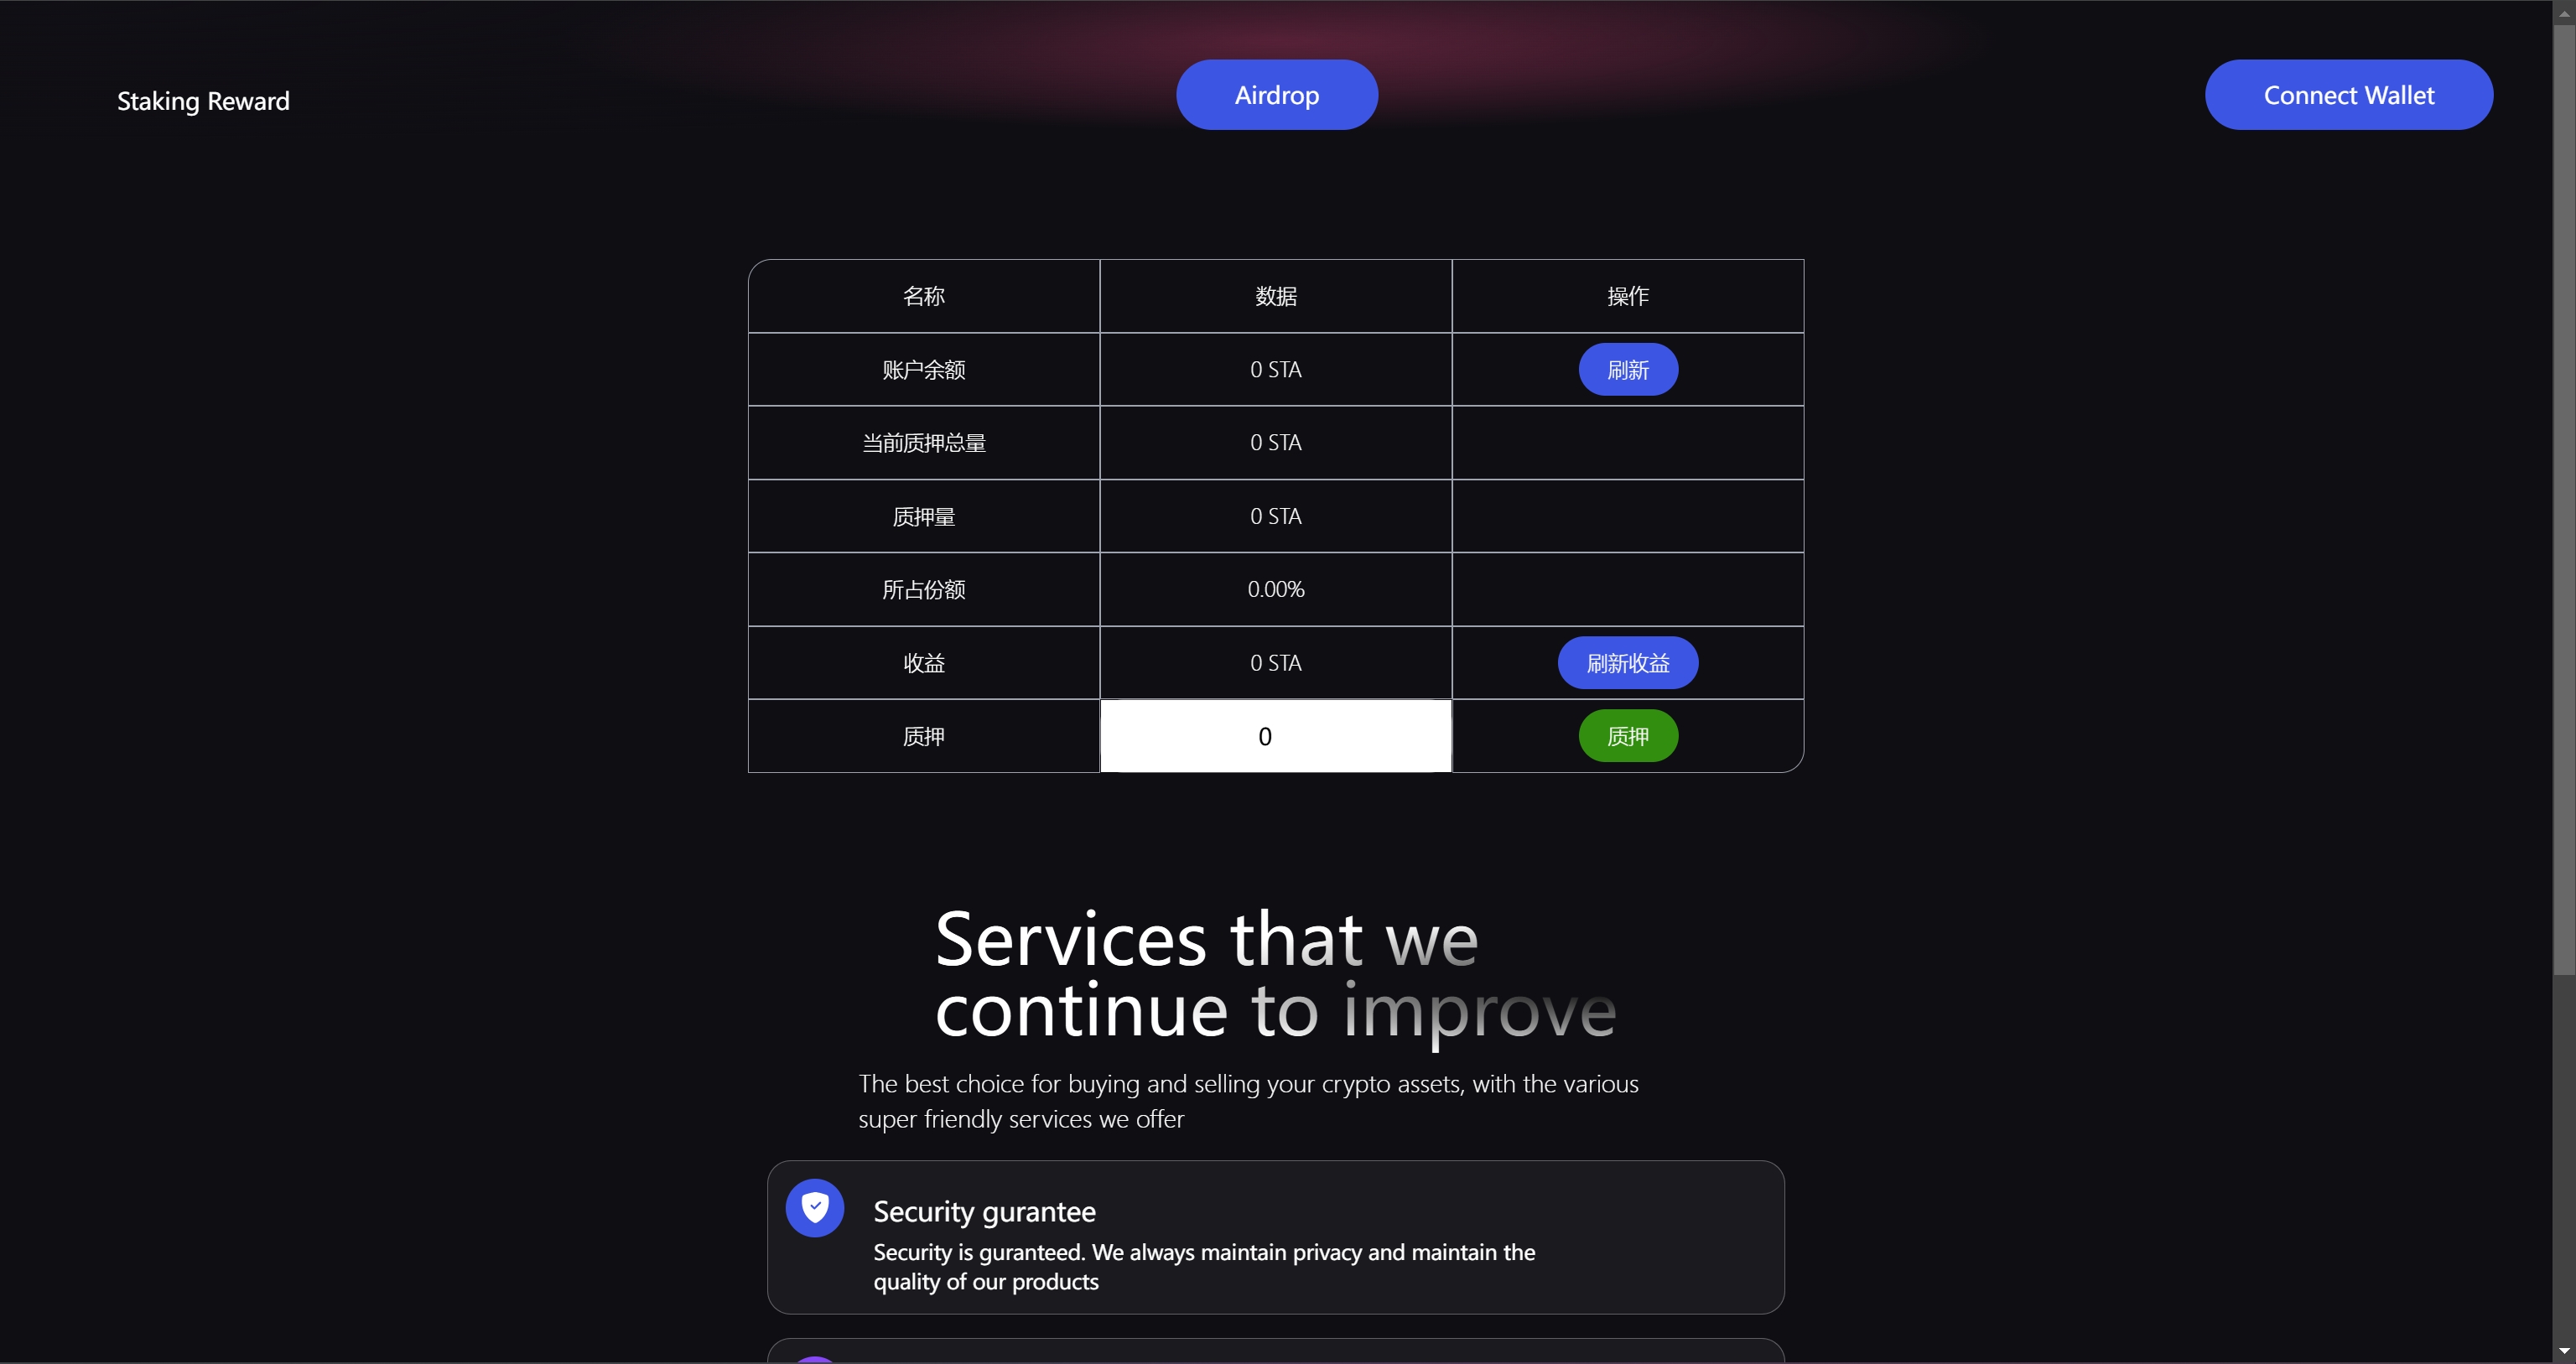 Staking Reward
Airdrop
Connect Wallet
名称 数据 操作
账户余额 0 STA 刷新
当前质押总量 0 STA
质押量 0 STA
所占份额 0.00%
收益 0 STA 刷新收益
质押 0 质押
Services that we
continue to improve
The best choice for buying and selling your crypto assets, with the various
super friendly services we offer
Security gurantee
Security is guranteed. We always maintain privacy and maintain the
quality of our products